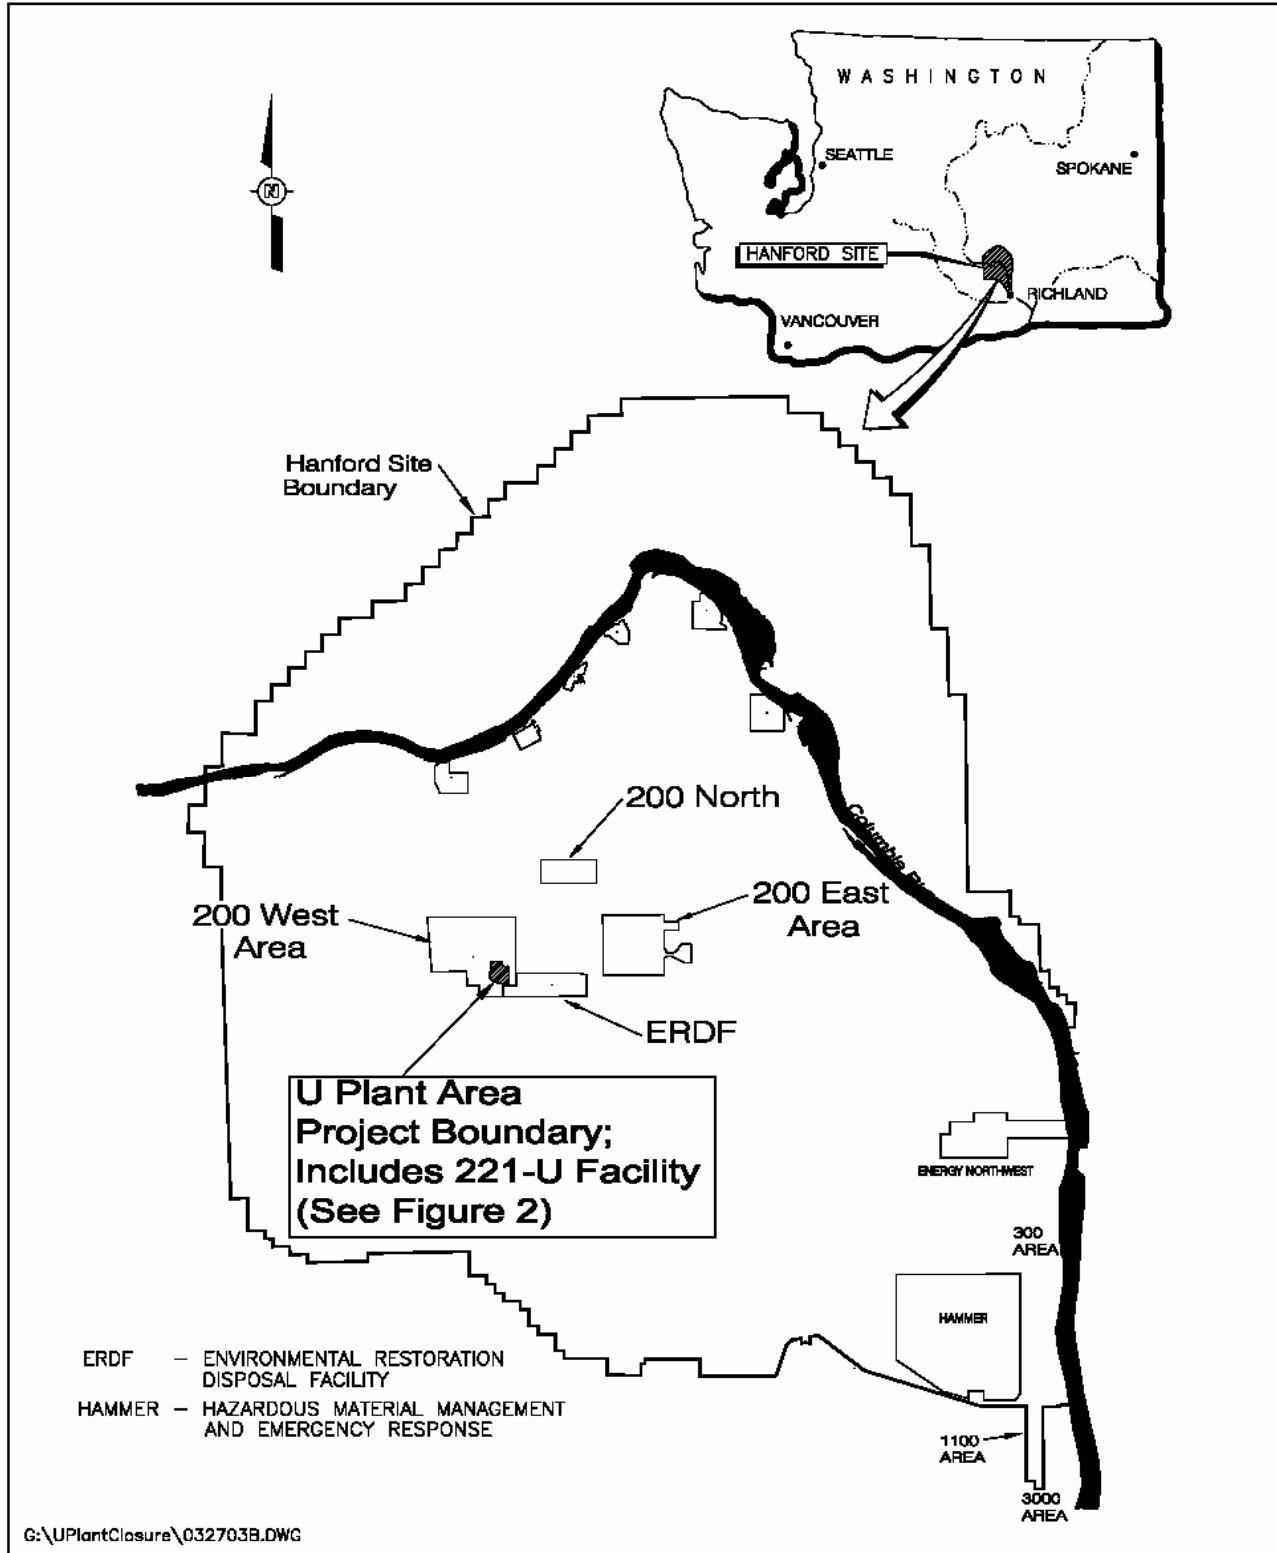 WASHINGTON
SEATTLE
SPOKANE
N
HANFORD SITE
RICHLAND
VANCOUVER
Hanford Site
Boundary
200 North
Columbia
200 East
Area
200 West
Area
ERDF
U Plant Area
Project Boundary;
Includes 221-U Facility
(See Figure 2)
ENERGY NORTHWEST
300
AREA
HAMMER
ERDF – ENVIRONMENTAL RESTORATION
DISPOSAL FACILITY
HAMMER – HAZARDOUS MATERIAL MANAGEMENT
AND EMERGENCY RESPONSE
1100
AREA
3000
AREA
G:\UPlantClosure\032703B.DWG